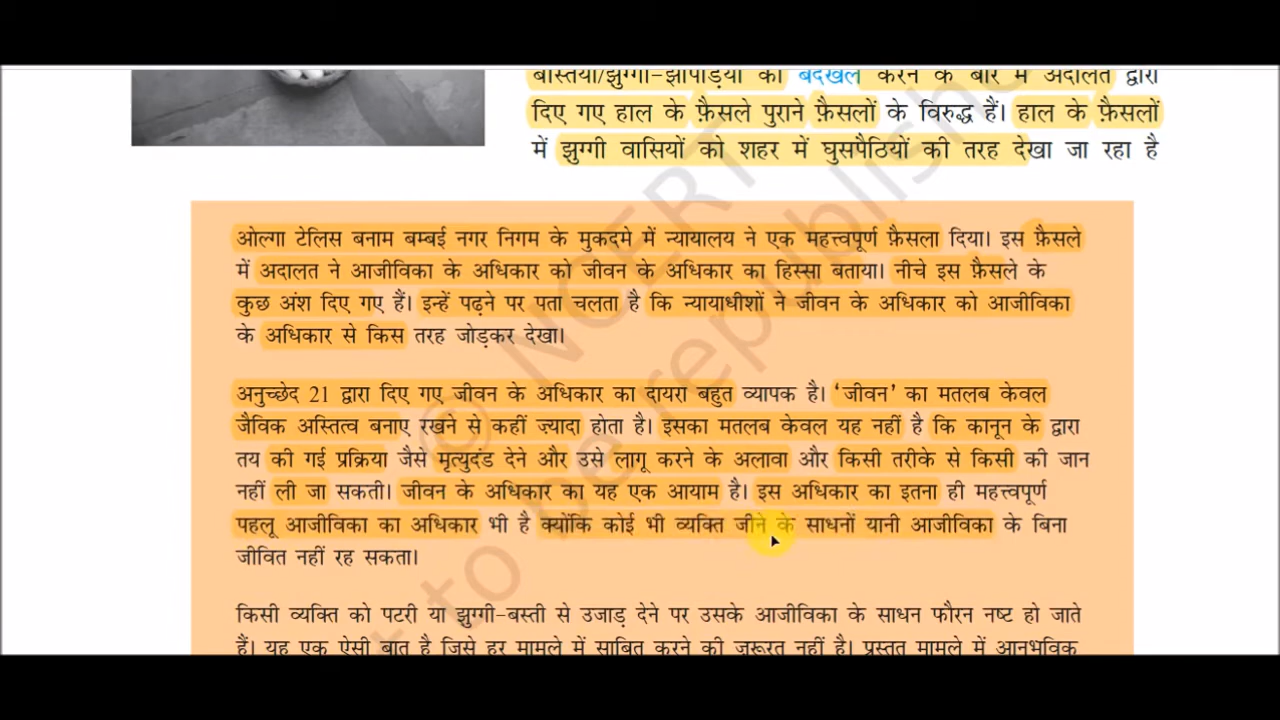 बस्तियों/झुग्गी-झोपड़ियों को बेदखल करने के बारे में अदालत द्वारा
दिए गए हाल के फ़ैसले पुराने फ़ैसलों के विरुद्ध हैं। हाल के फ़ैसलों
में झुग्गी वासियों को शहर में घुसपैठियों की तरह देखा जा रहा है
ओल्गा टेलिस बनाम बम्बई नगर निगम के मुकदमे में न्यायालय ने एक महत्त्वपूर्ण फ़ैसला दिया। इस फ़ैसले
में अदालत ने आजीविका के अधिकार को जीवन के अधिकार का हिस्सा बताया। नीचे इस फ़ैसले के
कुछ अंश दिए गए हैं। इन्हें पढ़ने पर पता चलता है कि न्यायाधीशों ने जीवन के अधिकार को आजीविका
के अधिकार से किस तरह जोड़कर देखा।
अनुच्छेद 21 द्वारा दिए गए जीवन के अधिकार का दायरा बहुत व्यापक है। ‘जीवन’ का मतलब केवल
जैविक अस्तित्व बनाए रखने से कहीं ज़्यादा होता है। इसका मतलब केवल यह नहीं है कि कानून के द्वारा
तय की गई प्रक्रिया जैसे मृत्युदंड देने और उसे लागू करने के अलावा और किसी तरीके से किसी की जान
नहीं ली जा सकती। जीवन के अधिकार का यह एक आयाम है। इस अधिकार का इतना ही महत्त्वपूर्ण
पहलू आजीविका का अधिकार भी है क्योंकि कोई भी व्यक्ति जीने के साधनों यानी आजीविका के बिना
जीवित नहीं रह सकता।
किसी व्यक्ति को पटरी या झुग्गी-बस्ती से उजाड़ देने पर उसके आजीविका के साधन फौरन नष्ट हो जाते
हैं। यह एक ऐसी बात है जिसे हर मामले में साबित करने की ज़रूरत नहीं है। प्रस्तुत मामले में आनुभविक
© NCERT
to be republished